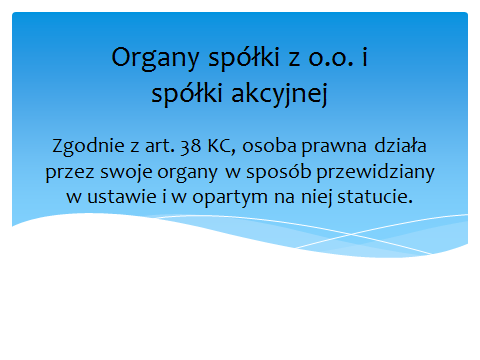 Organy spółki z o.o. i
spółki akcyjnej
Zgodnie z art. 38 KC, osoba prawna działa
przez swoje organy w sposób przewidziany
w ustawie i w opartym na niej statucie.